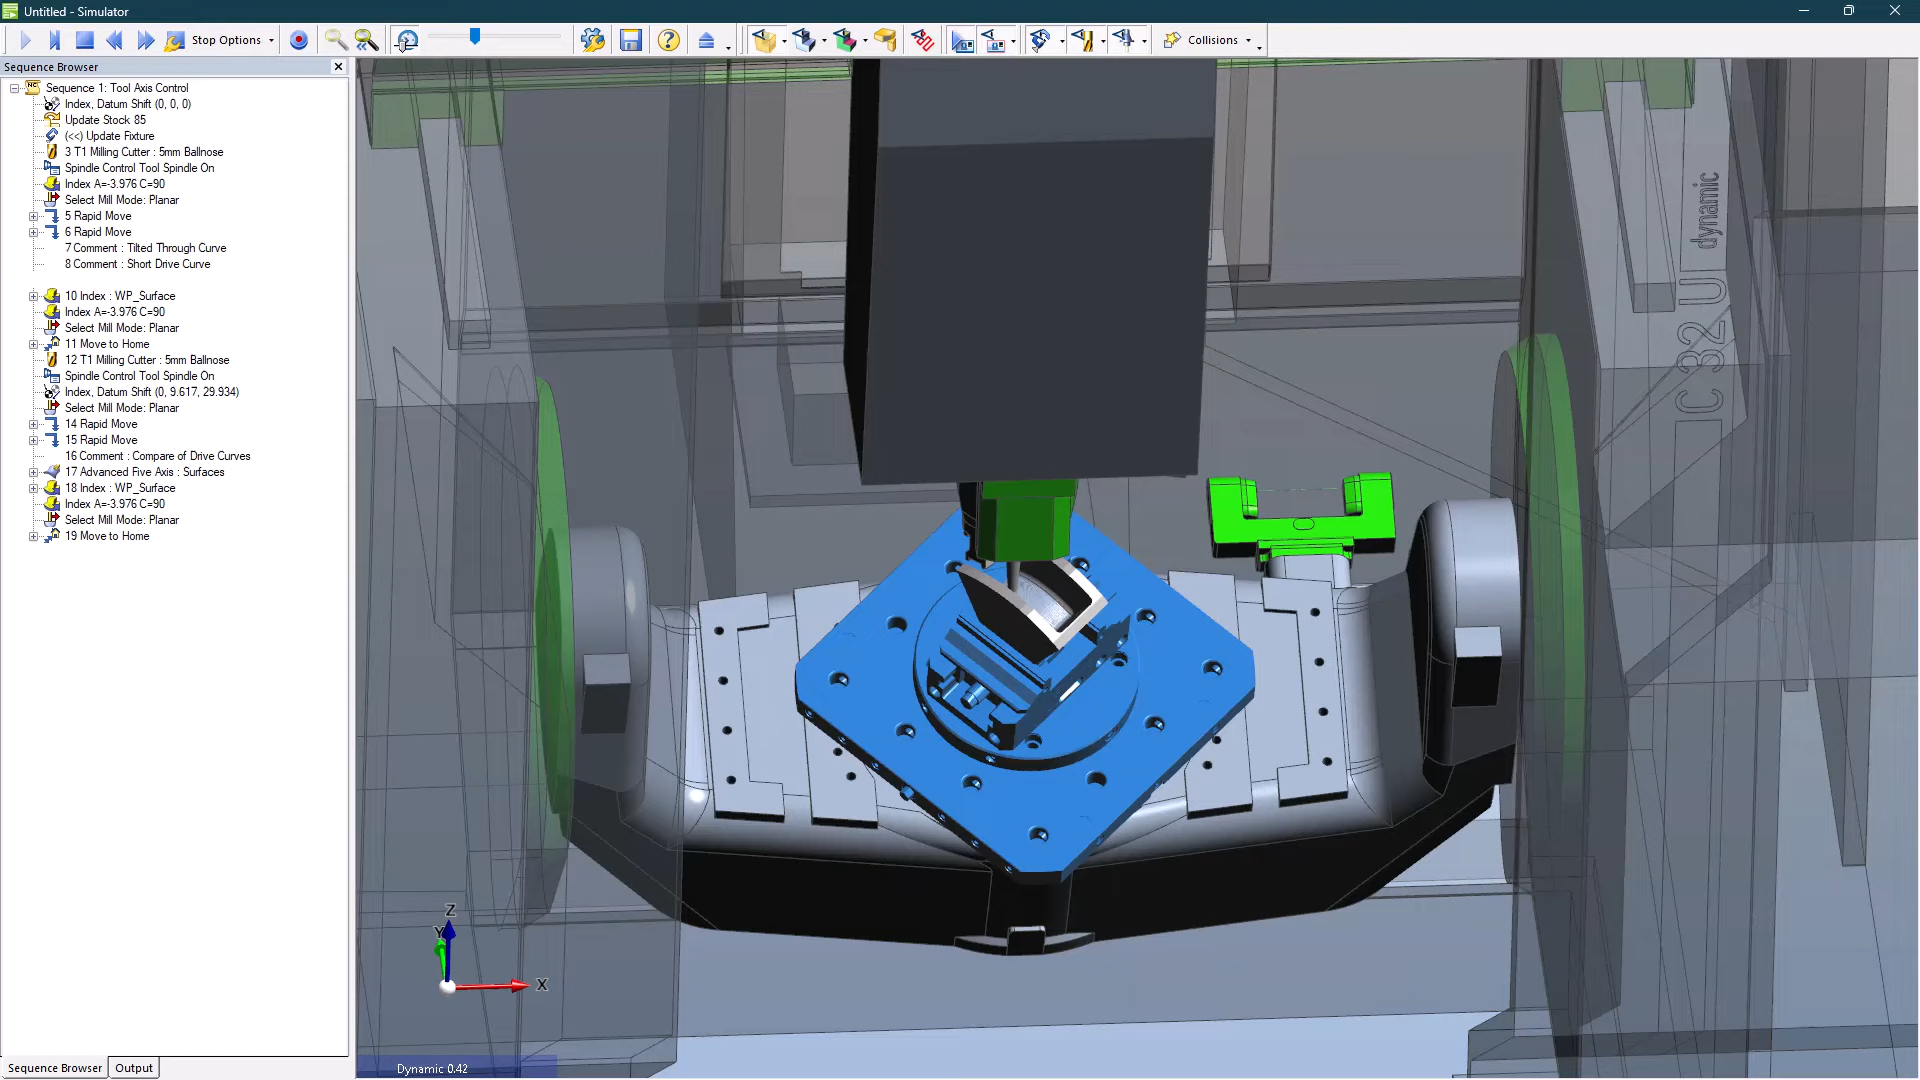 Untitled - Simulator
Stop Options
Collisions
Sequence Browser
Sequence 1: Tool Axis Control
Index, Datum Shift (0, 0, 0)
Update Stock 85
(<<) Update Fixture
3 T1 Milling Cutter : 5mm Ballnose
Spindle Control Tool Spindle On
Index A=-3.976 C=90
Select Mill Mode: Planar
5 Rapid Move
6 Rapid Move
7 Comment : Tilted Through Curve
8 Comment : Short Drive Curve
10 Index : WP_Surface
Index A=-3.976 C=90
Select Mill Mode: Planar
11 Move to Home
12 T1 Milling Cutter : 5mm Ballnose
Spindle Control Tool Spindle On
Index, Datum Shift (0, 9.617, 29.934)
Select Mill Mode: Planar
14 Rapid Move
15 Rapid Move
16 Comment : Compare of Drive Curves
17 Advanced Five Axis : Surfaces
18 Index : WP_Surface
Index A=-3.976 C=90
Select Mill Mode: Planar
19 Move to Home
dynamic
C 32 U
Z
Y
X
Sequence Browser
Output
Dynamic 0.42